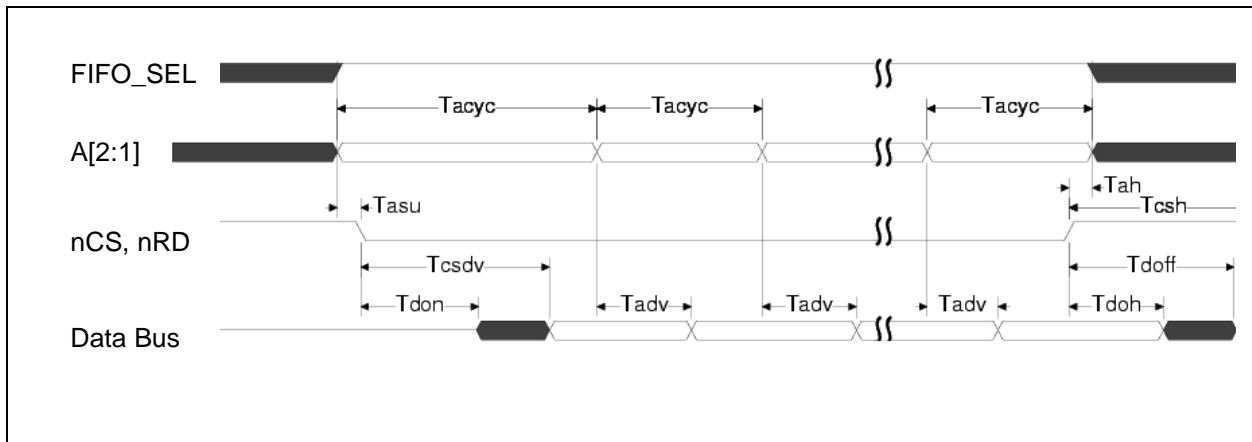 FIFO_SEL
Tacyc Tacyc Tacyc
A[2:1]
Tah
Tasu Tcsh
nCS, nRD
Tcsdv Tdoff
Tdon Tadv Tadv Tadv Tdoh
Data Bus